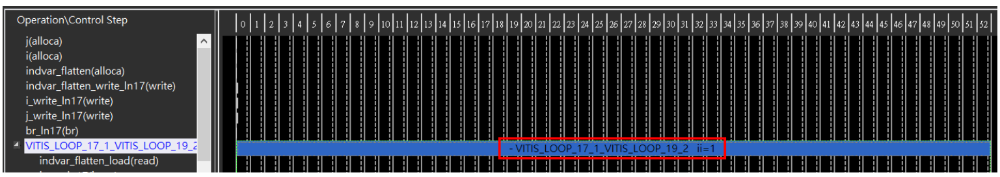 Operation\Control Step
0 1 2 3 4 5 6 7 8 9 10 11 12 13 14 15 16 17 18 19 20 21 22 23 24 25 26 27 28 29 30 31 32 33 34 35 36 37 38 39 40 41 42 43 44 45 46 47 48 49 50 51 52
j(alloca)
i(alloca)
indvar_flatten(alloca)
indvar_flatten_write_ln17(write)
i_write_ln17(write)
j_write_ln17(write)
br_ln17(br)
VITIS_LOOP_17_1_VITIS_LOOP_19_2
- VITIS_LOOP_17_1_VITIS_LOOP_19_2 ii=1
indvar_flatten_load(read)